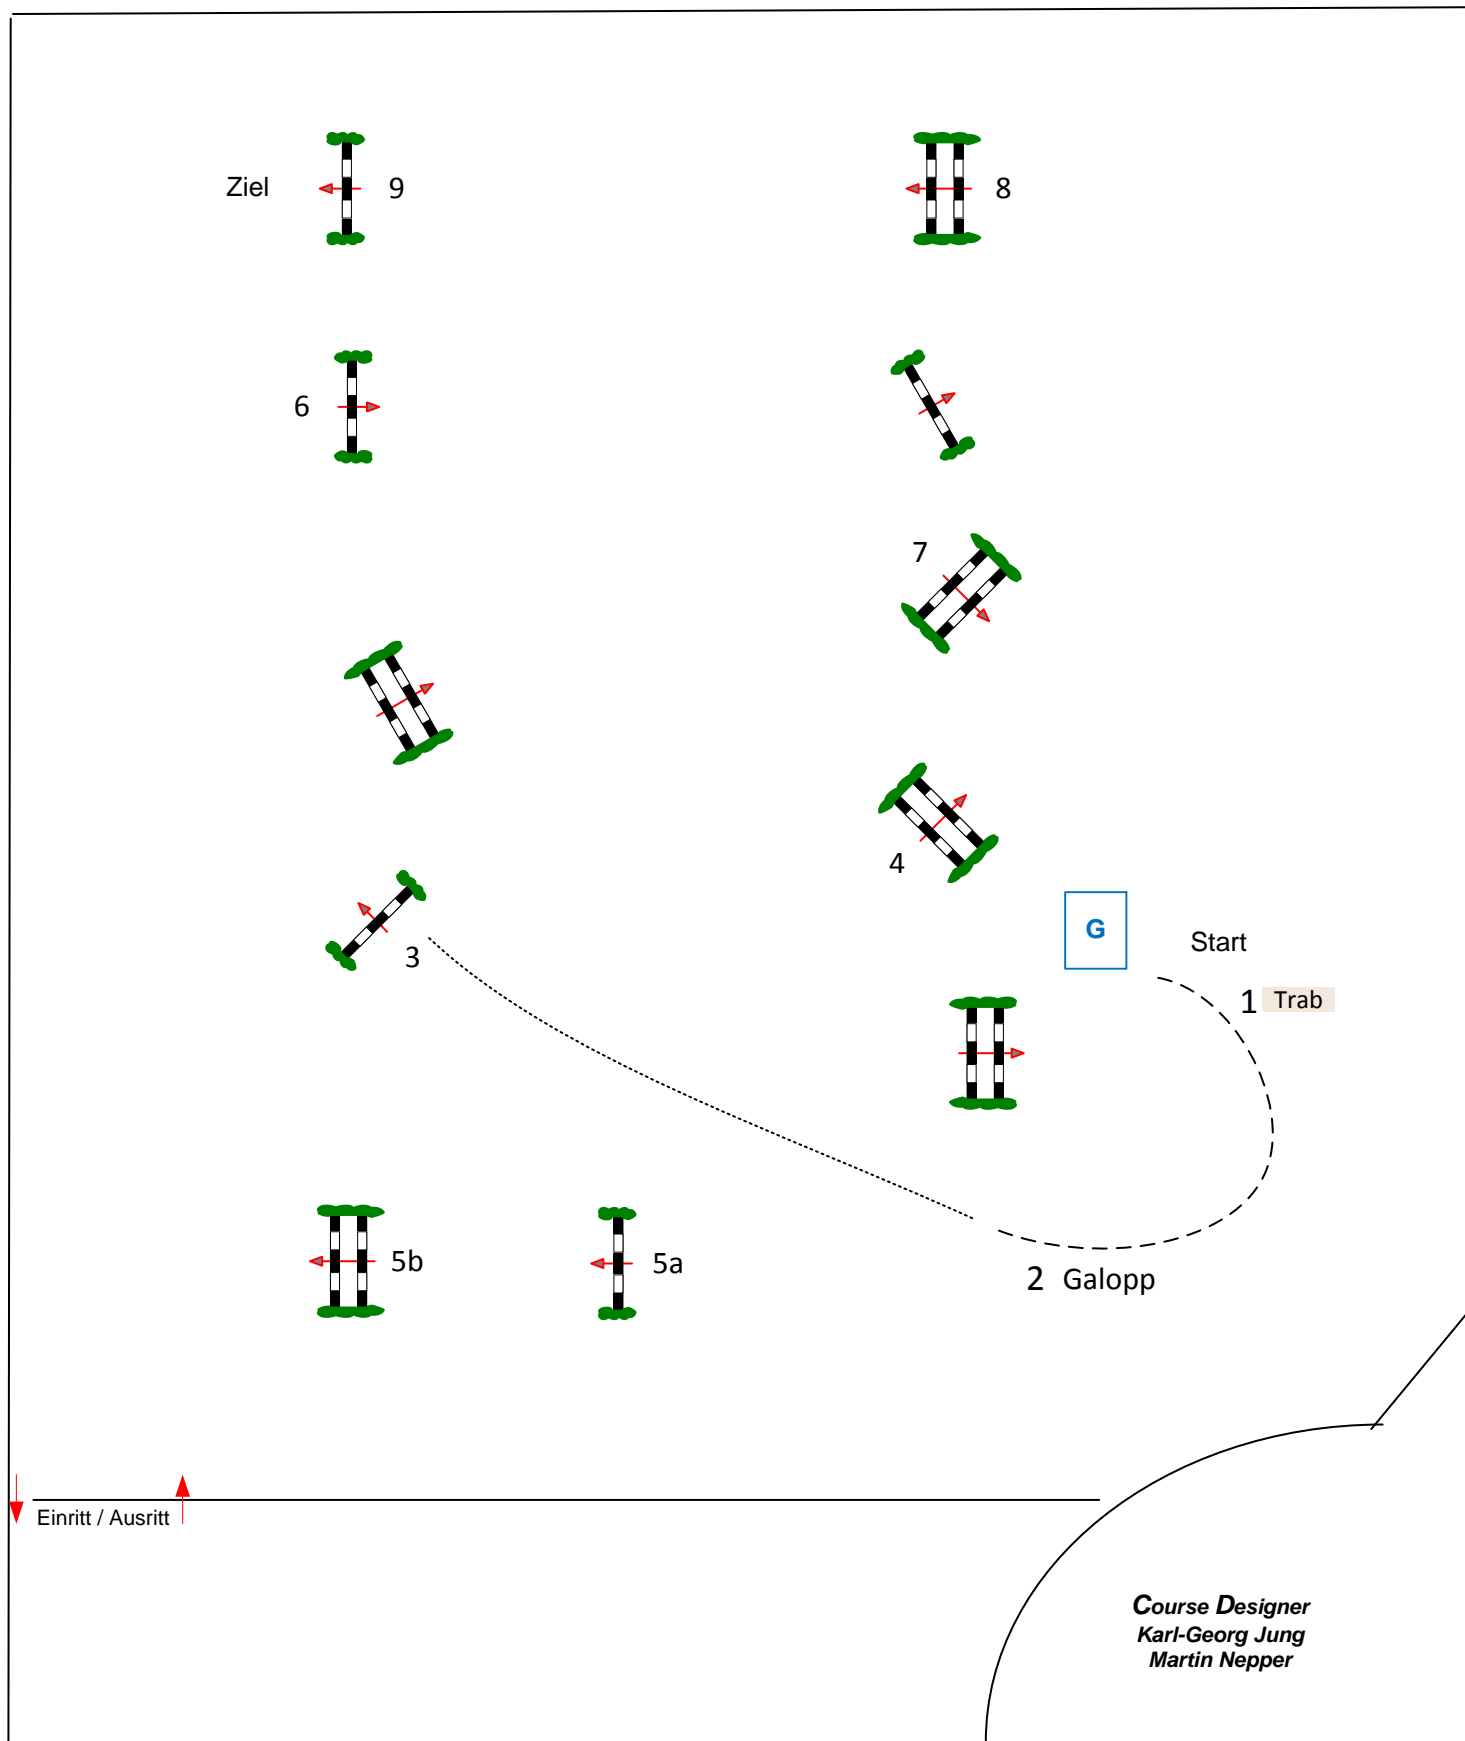 Ziel
9
8
6
7
4
G
Start
3
1 Trab
5b
5a
2 Galopp
Einritt / Ausritt
Course Designer
Karl-Georg Jung
Martin Nepper